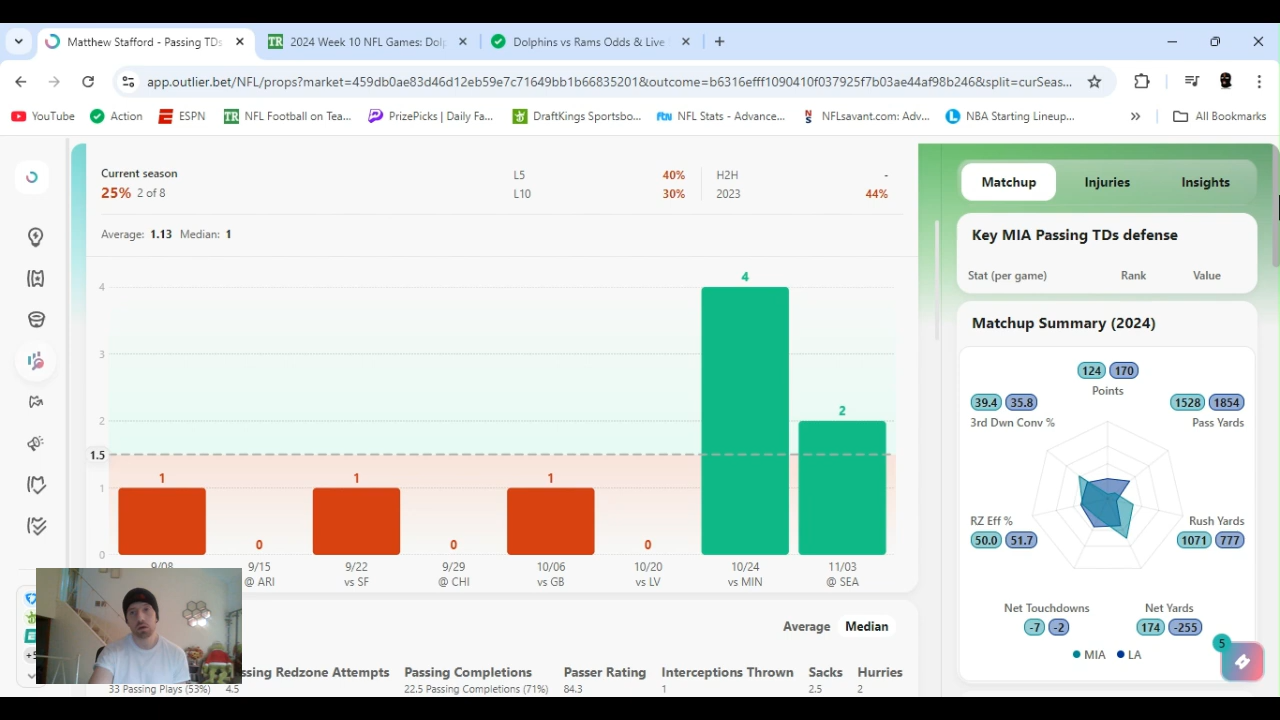 Matthew Stafford - Passing TDs
2024 Week 10 NFL Games: Dol
Dolphins vs Rams Odds & Live
app.outlier.bet/NFL/props?market=459db0ae83d46d12eb59e7c71649bb1b66835201&outcome=b6316efff1090410f037925f7b03ae44af98b246&split=curSeas...
YouTube
Action
ESPN
NFL Football on Tea...
PrizePicks | Daily Fa...
DraftKings Sportsbo...
NFL Stats - Advance...
NFLsavant.com: Adv...
NBA Starting Lineup...
All Bookmarks
Current season
25% 2 of 8
L5 40%
L10 30%
H2H -
2023 44%
Average: 1.13 Median: 1
4
3
2
1.5
1
0
1
0
1
0
1
0
4
2
9/08
9/15
@ ARI
9/22
vs SF
9/29
@ CHI
10/06
vs GB
10/20
vs LV
10/24
vs MIN
11/03
@ SEA
Average Median
ssing Redzone Attempts
4.5
Passing Completions
22.5 Passing Completions (71%)
Passer Rating
84.3
Interceptions Thrown
1
Sacks
2.5
Hurries
2
33 Passing Plays (53%)
Matchup Injuries Insights
Key MIA Passing TDs defense
Stat (per game) Rank Value
Matchup Summary (2024)
124 170
Points
39.4 35.8
3rd Dwn Conv %
1528 1854
Pass Yards
RZ Eff %
50.0 51.7
Rush Yards
1071 777
Net Touchdowns
-7 -2
Net Yards
174 -255
MIA LA
5